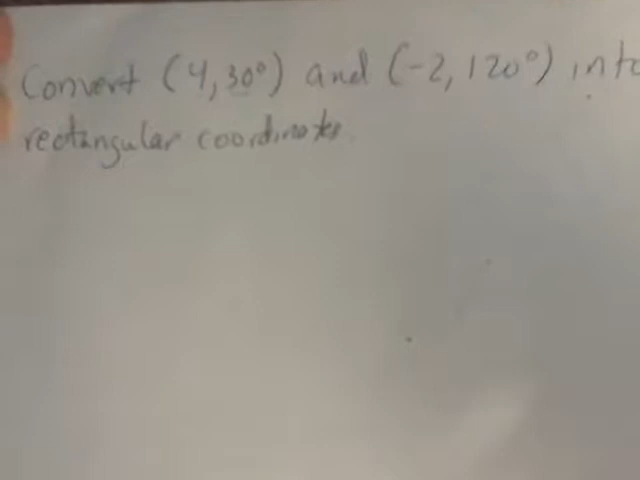 Convert (4, 30°) and (-2, 120°) into
rectangular coordinates.